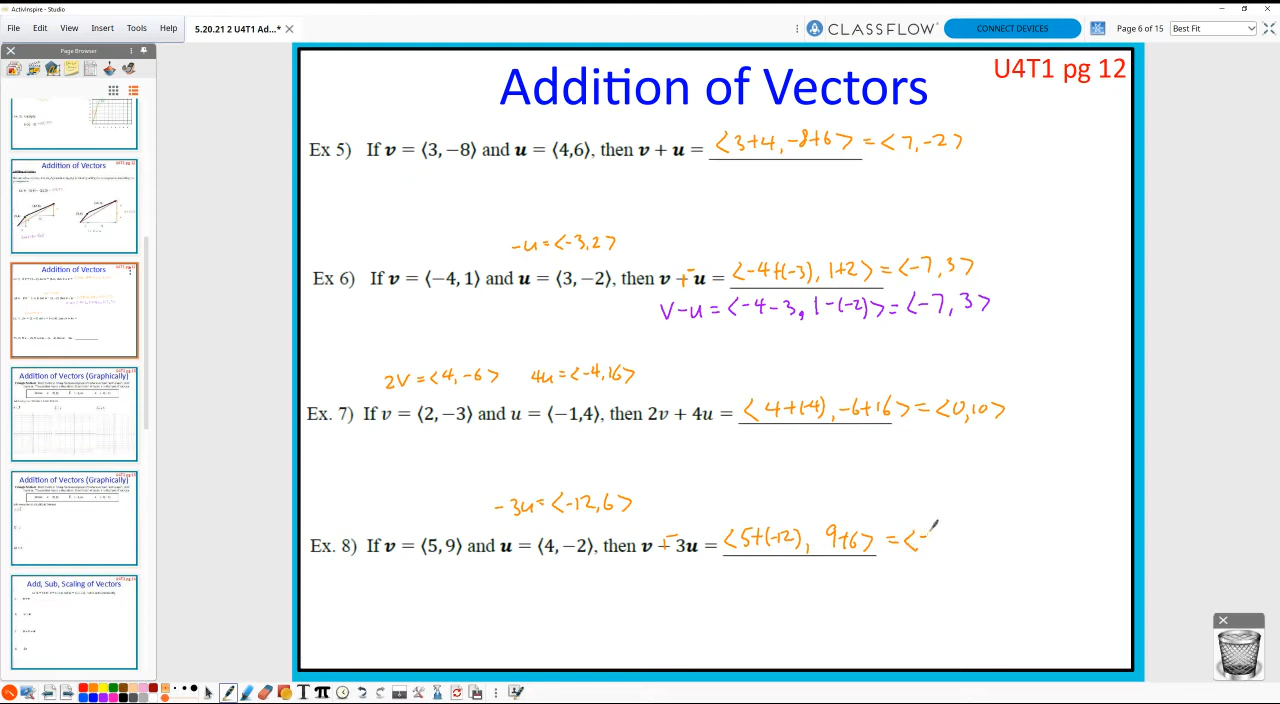 ActivInspire - Studio
File Edit View Insert Tools Help
5.20.21 2 U4T1 Ad...*
CLASSFLOW
CONNECT DEVICES
Page 6 of 15
Best Fit
Page Browser
Addition of Vectors
Addition of Vectors
Addition of Vectors (Graphically)
Addition of Vectors (Graphically)
Add, Sub, Scaling of Vectors
U4T1 pg 12
Addition of Vectors
Ex 5) If v = ⟨3, −8⟩ and u = ⟨4,6⟩, then v + u = <3+4, -8+6> = <7, -2>
-u = <-3, 2>
Ex 6) If v = ⟨−4, 1⟩ and u = ⟨3, −2⟩, then v + -u = <-4+(-3), 1+2> = <-7, 3>
v-u = <-4-3, 1-(-2)> = <-7, 3>
2v = <4, -6> 4u = <-4, 16>
Ex. 7) If v = ⟨2, −3⟩ and u = ⟨−1,4⟩, then 2v + 4u = <4+(-4), -6+16> = <0, 10>
-3u = <-12, 6>
Ex. 8) If v = ⟨5, 9⟩ and u = ⟨4, −2⟩, then v + -3u = <5+(-12), 9+6> = <-